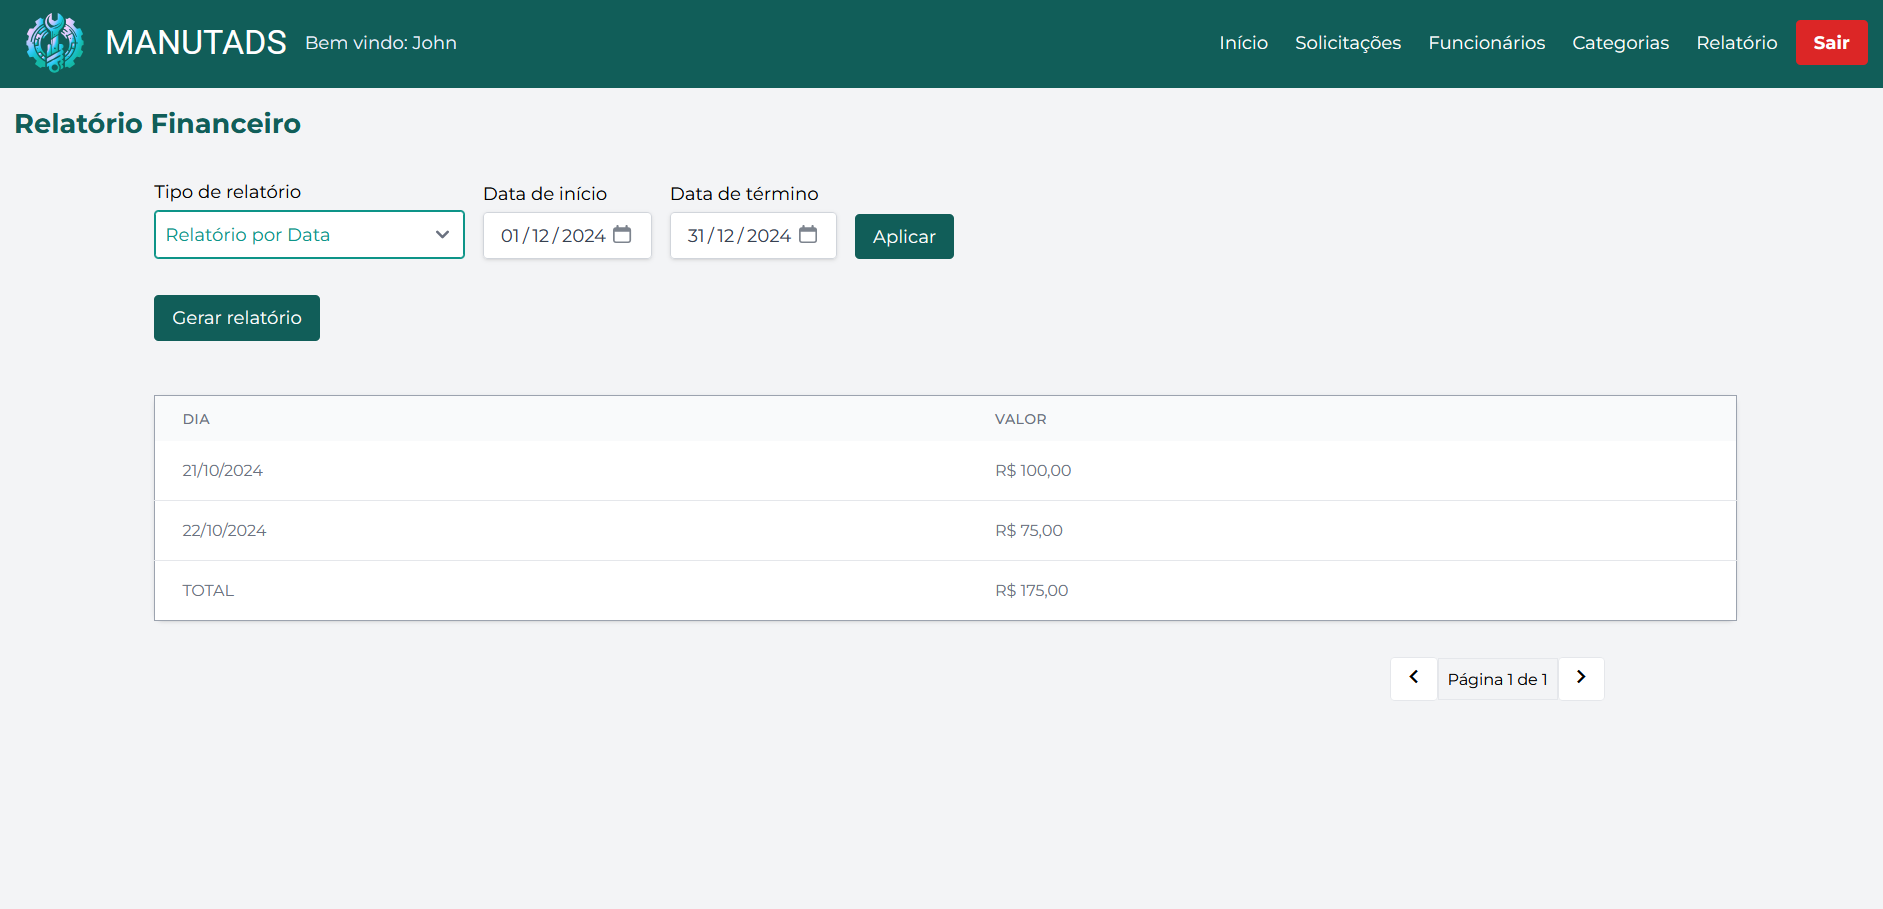 MANUTADS Bem vindo: John Início Solicitações Funcionários Categorias Relatório Sair
Relatório Financeiro
Tipo de relatório Data de início Data de término
Relatório por Data 01/12/2024 31/12/2024 Aplicar
Gerar relatório
DIA VALOR
21/10/2024 R$ 100,00
22/10/2024 R$ 75,00
TOTAL R$ 175,00
Página 1 de 1